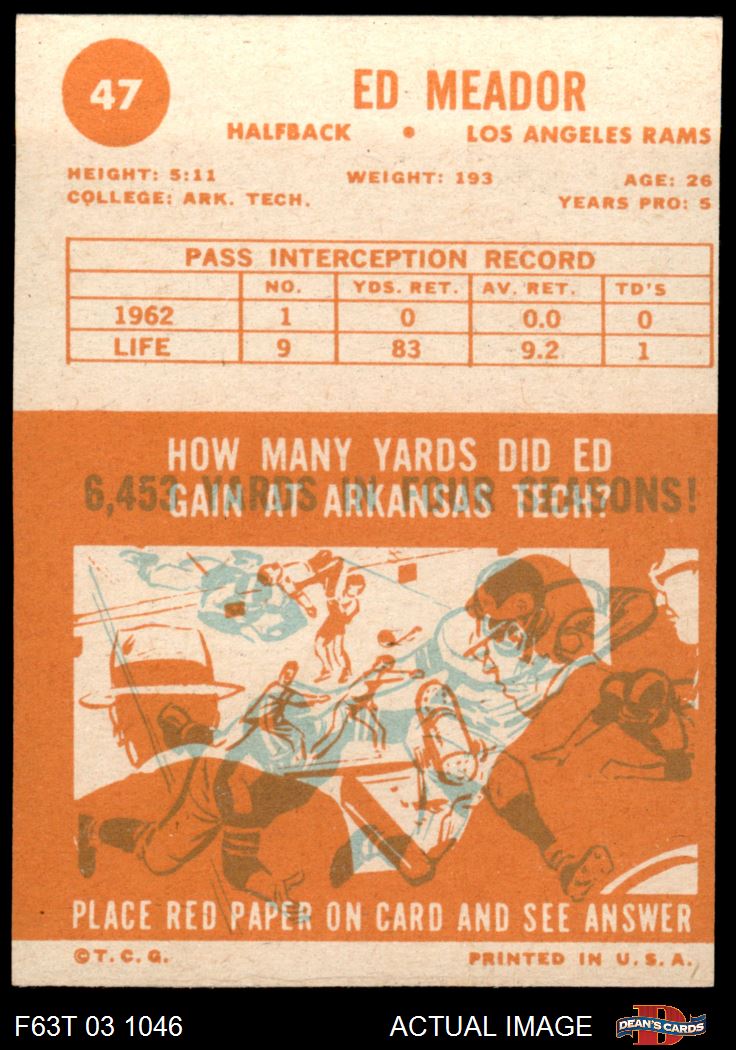 47
ED MEADOR
HALFBACK • LOS ANGELES RAMS
HEIGHT: 5:11 WEIGHT: 193 AGE: 26
COLLEGE: ARK. TECH. YEARS PRO: 5
PASS INTERCEPTION RECORD
NO. YDS. RET. AV. RET. TD'S
1962 1 0 0.0 0
LIFE 9 83 9.2 1
HOW MANY YARDS DID ED
6,453 YARDS IN FOUR SEASONS!
GAIN AT ARKANSAS TECH?
PLACE RED PAPER ON CARD AND SEE ANSWER
©T.C.G. PRINTED IN U.S.A.
F63T 03 1046 ACTUAL IMAGE D DEAN'S CARDS